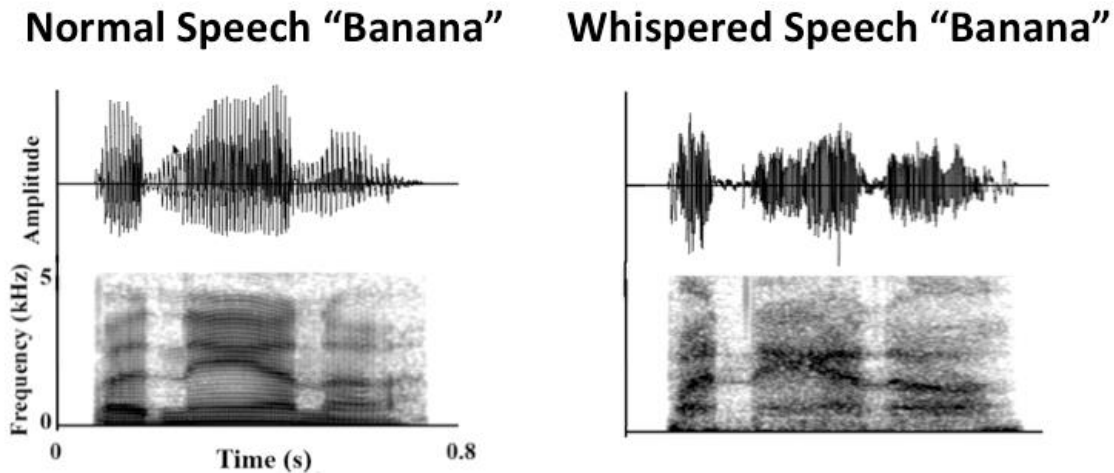 Normal Speech “Banana”
Whispered Speech “Banana”
Amplitude
Frequency (kHz)
5
0
0
Time (s)
0.8